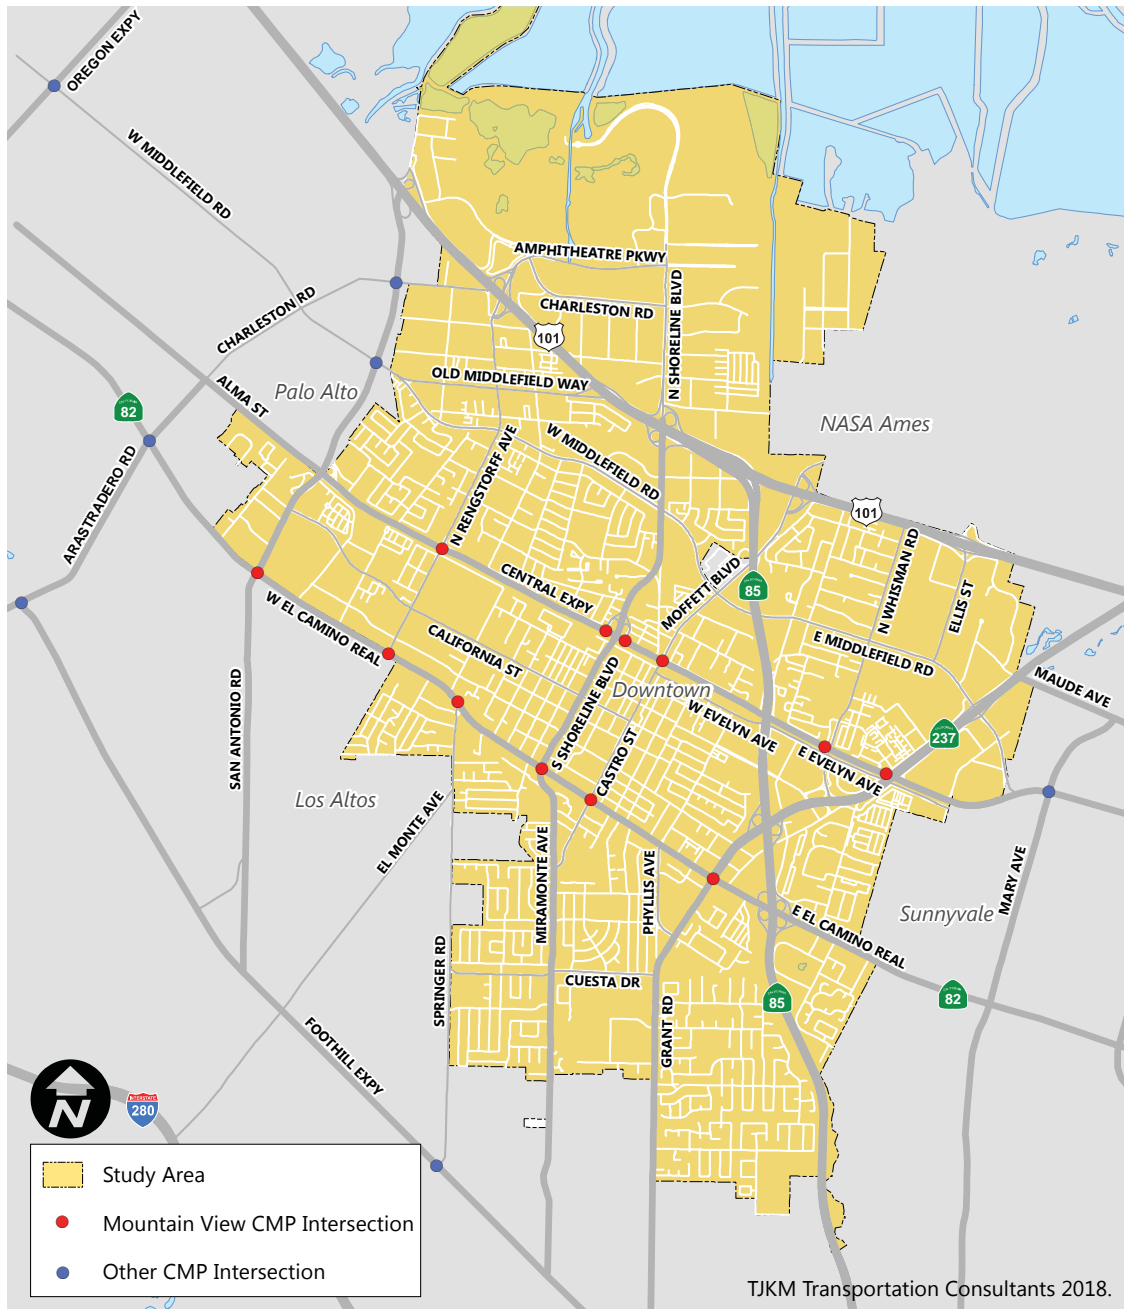 OREGON EXPY
W MIDDLEFIELD RD
AMPHITHEATRE PKWY
CHARLESTON RD
CHARLESTON RD
N SHORELINE BLVD
101
ALMA ST
Palo Alto
OLD MIDDLEFIELD WAY
82
NASA Ames
ARASTRADERO RD
N RENGSTORFF AVE
W MIDDLEFIELD RD
101
N WHISMAN RD
CENTRAL EXPY
MOFFETT BLVD
85
ELLIS ST
W EL CAMINO REAL
CALIFORNIA ST
E MIDDLEFIELD RD
SAN ANTONIO RD
S SHORELINE BLVD
Downtown
MAUDE AVE
W EVELYN AVE
237
CASTRO ST
E EVELYN AVE
Los Altos
EL MONTE AVE
MIRAMONTE AVE
PHYLLIS AVE
MARY AVE
Sunnyvale
E EL CAMINO REAL
SPRINGER RD
CUESTA DR
85
82
GRANT RD
FOOTHILL EXPY
N
INTERSTATE
280
Study Area
Mountain View CMP Intersection
Other CMP Intersection
TJKM Transportation Consultants 2018.